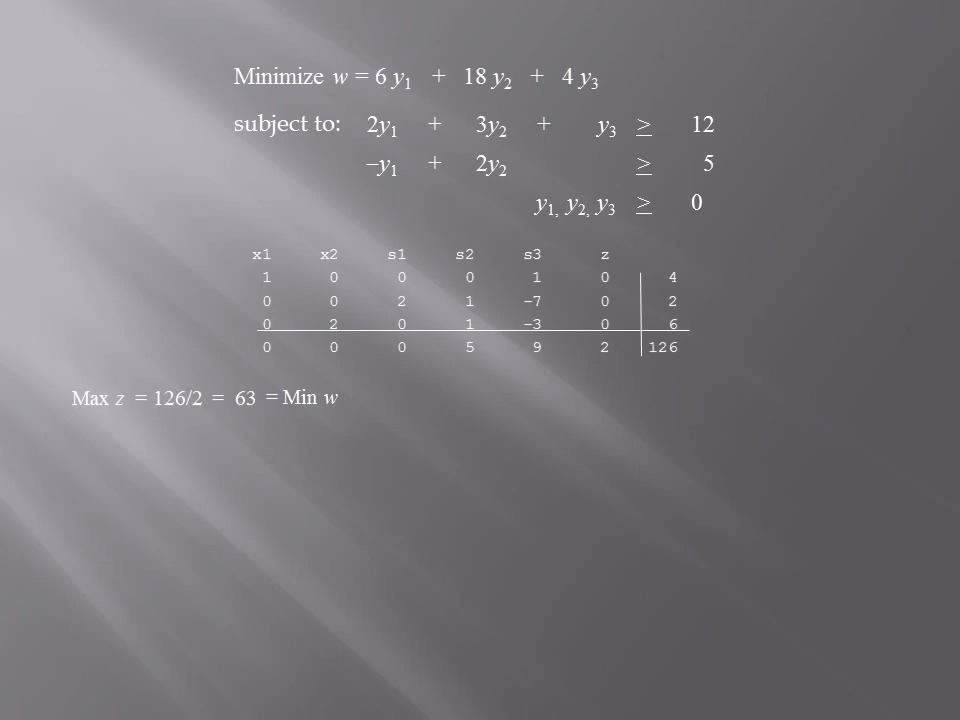 Minimize w = 6 y₁ + 18 y₂ + 4 y₃
subject to: 2y₁ + 3y₂ + y₃ ≥ 12
–y₁ + 2y₂ ≥ 5
y₁, y₂, y₃ ≥ 0
x1 x2 s1 s2 s3 z
1 0 0 0 1 0 4
0 0 2 1 –7 0 2
0 2 0 1 –3 0 6
0 0 0 5 9 2 126
Max z = 126/2 = 63 = Min w